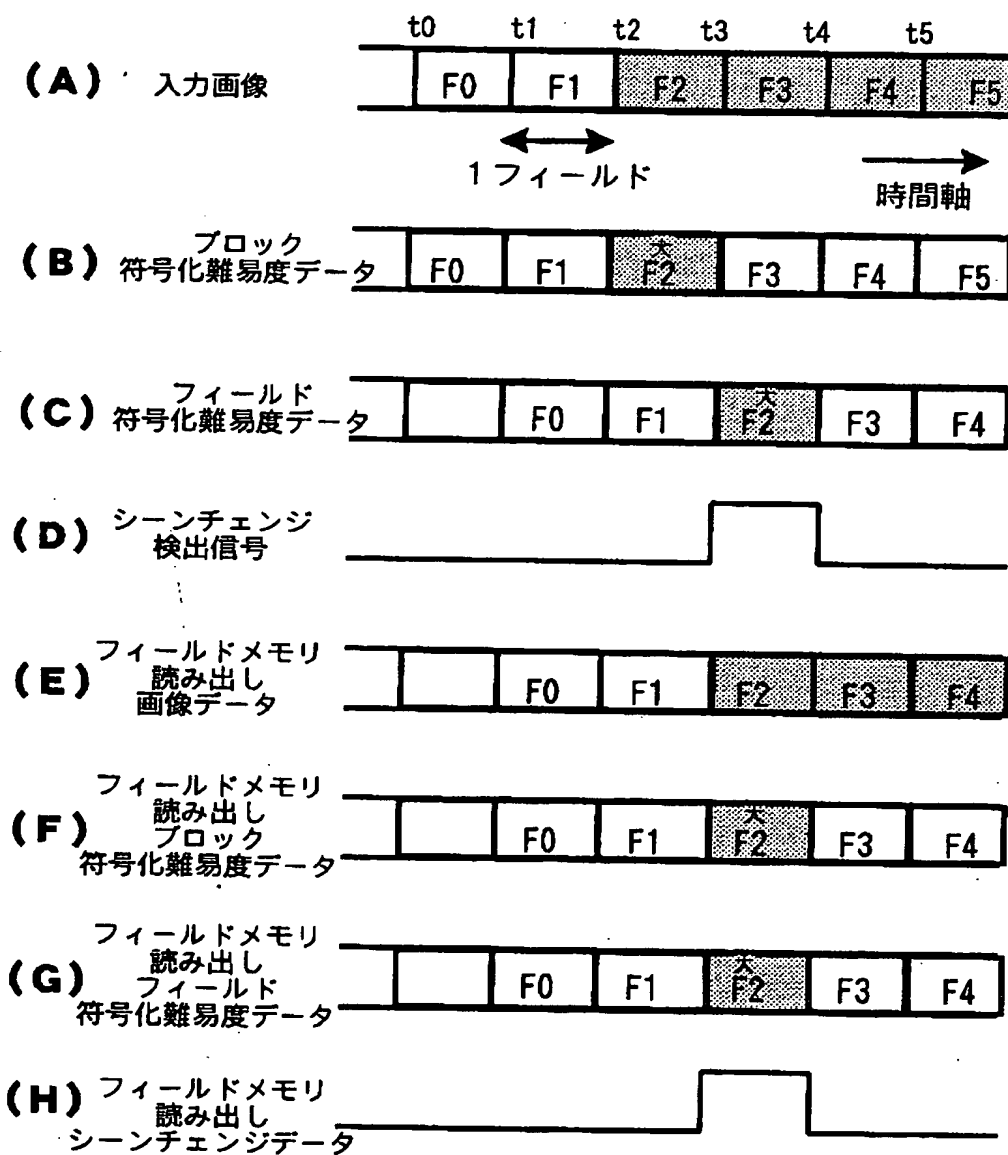 t0 t1 t2 t3 t4 t5
(A) 入力画像 F0 F1 F2 F3 F4 F5
1フィールド
時間軸
(B) ブロック
符号化難易度データ
大
F0 F1 F2 F3 F4 F5
(C) フィールド
符号化難易度データ
大
F0 F1 F2 F3 F4
(D) シーンチェンジ
検出信号
(E) フィールドメモリ
読み出し
画像データ
F0 F1 F2 F3 F4
(F) フィールドメモリ
読み出し
ブロック
符号化難易度データ
大
F0 F1 F2 F3 F4
(G) フィールドメモリ
読み出し
フィールド
符号化難易度データ
大
F0 F1 F2 F3 F4
(H) フィールドメモリ
読み出し
シーンチェンジデータ